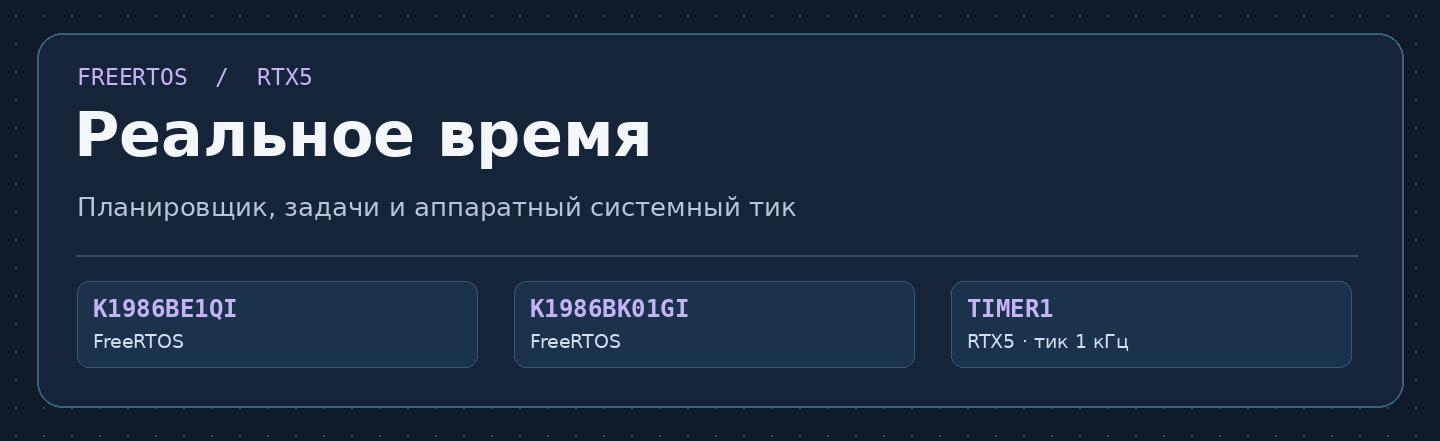 FREERTOS / RTX5
Реальное время
Планировщик, задачи и аппаратный системный тик
K1986BE1QI
FreeRTOS
K1986BK01GI
FreeRTOS
TIMER1
RTX5 · тик 1 кГц